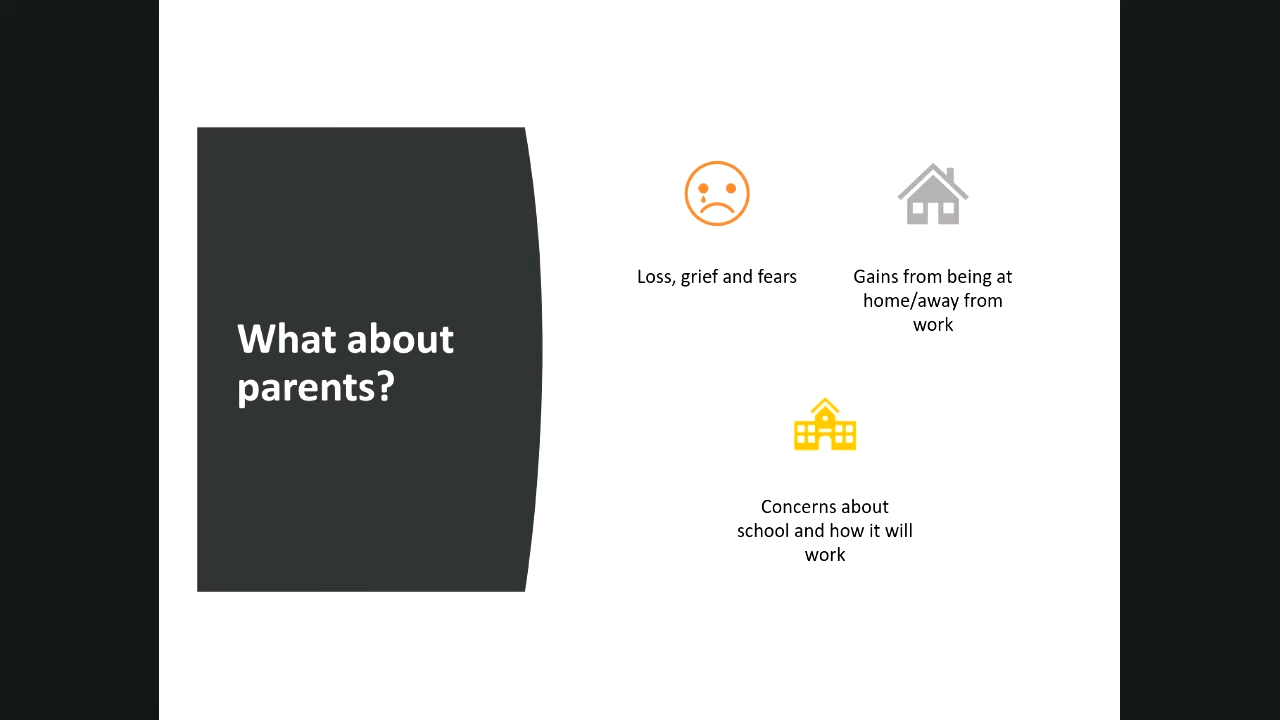 What about
parents?
Loss, grief and fears
Gains from being at
home/away from
work
Concerns about
school and how it will
work